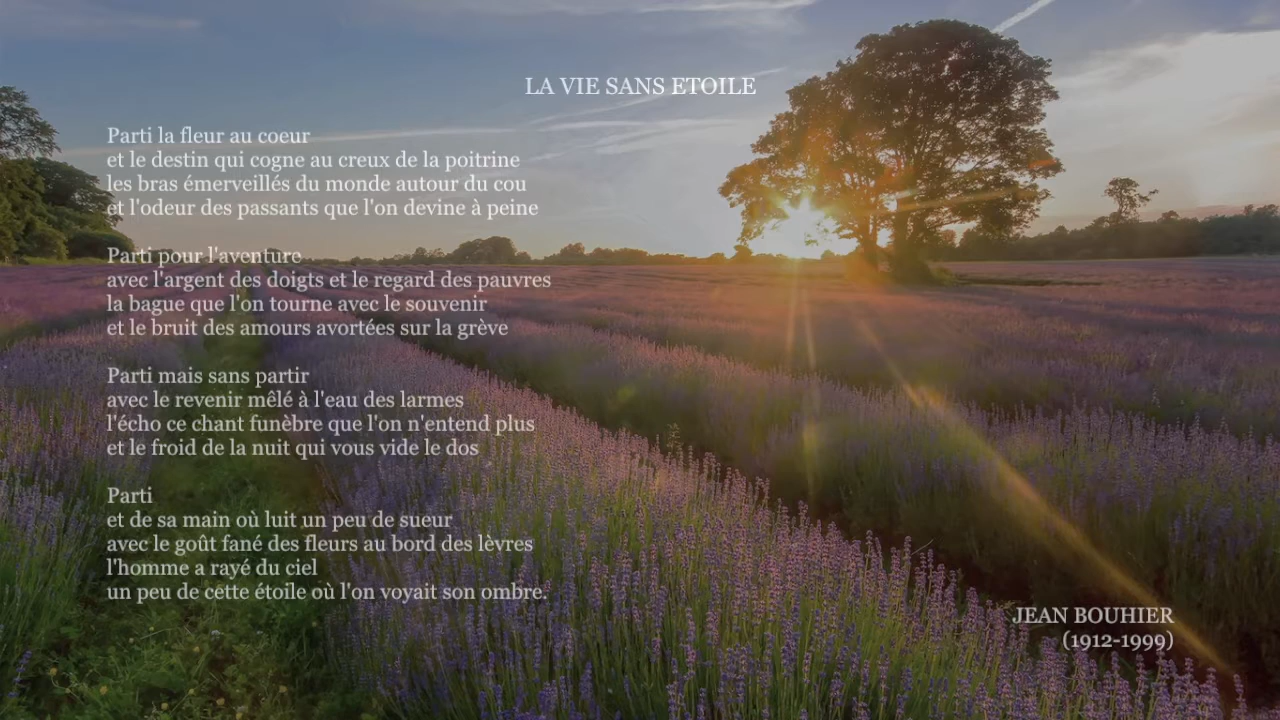 LA VIE SANS ETOILE
Parti la fleur au coeur
et le destin qui cogne au creux de la poitrine
les bras émerveillés du monde autour du cou
et l'odeur des passants que l'on devine à peine
Parti pour l'aventure
avec l'argent des doigts et le regard des pauvres
la bague que l'on tourne avec le souvenir
et le bruit des amours avortées sur la grève
Parti mais sans partir
avec le revenir mêlé à l'eau des larmes
l'écho ce chant funèbre que l'on n'entend plus
et le froid de la nuit qui vous vide le dos
Parti
et de sa main où luit un peu de sueur
avec le goût fané des fleurs au bord des lèvres
l'homme a rayé du ciel
un peu de cette étoile où l'on voyait son ombre.
JEAN BOUHIER
(1912-1999)